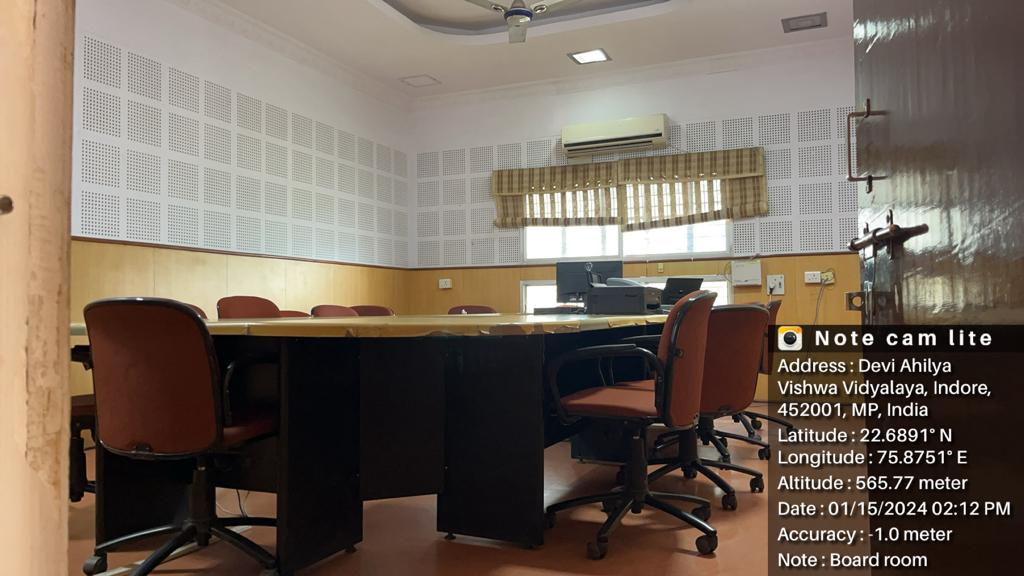 Note cam lite
Address : Devi Ahilya
Vishwa Vidyalaya, Indore,
452001, MP, India
Latitude : 22.6891° N
Longitude : 75.8751° E
Altitude : 565.77 meter
Date : 01/15/2024 02:12 PM
Accuracy : -1.0 meter
Note : Board room